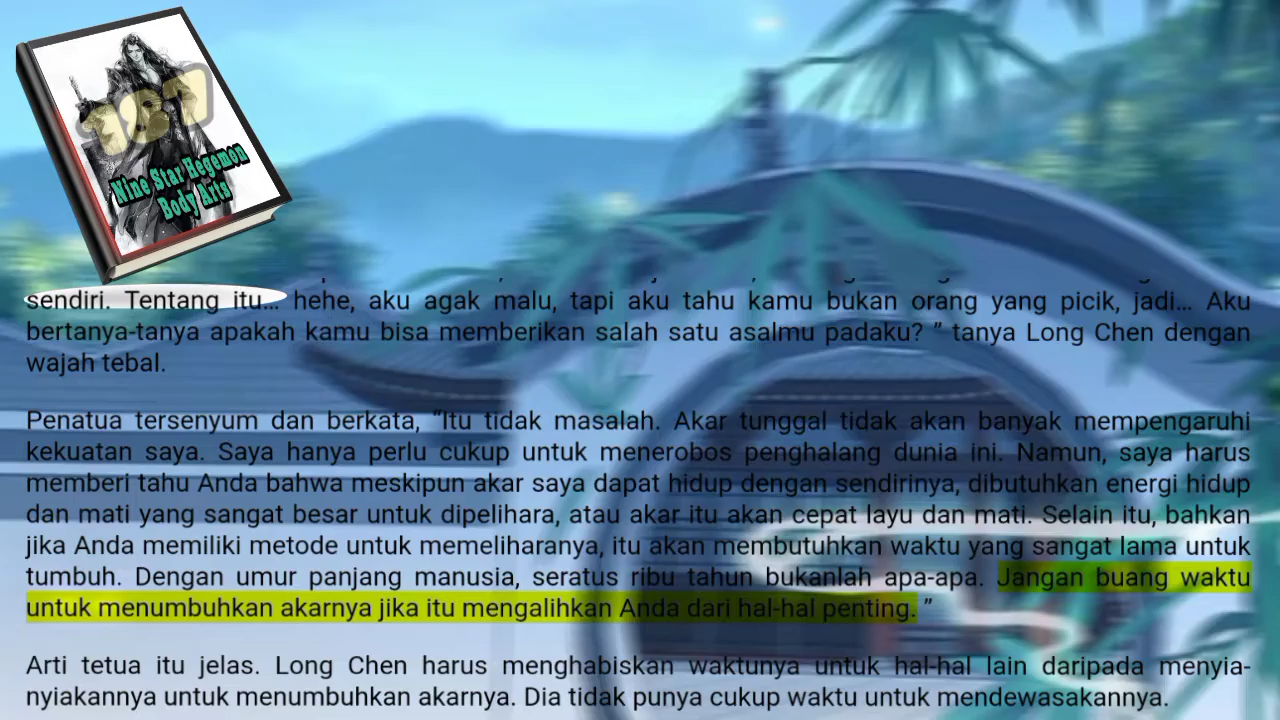 187
Nine Star Hegemon
Body Arts
sendiri. Tentang itu… hehe, aku agak malu, tapi aku tahu kamu bukan orang yang picik, jadi… Aku
bertanya-tanya apakah kamu bisa memberikan salah satu asalmu padaku? ” tanya Long Chen dengan
wajah tebal.
Penatua tersenyum dan berkata, “Itu tidak masalah. Akar tunggal tidak akan banyak mempengaruhi
kekuatan saya. Saya hanya perlu cukup untuk menerobos penghalang dunia ini. Namun, saya harus
memberi tahu Anda bahwa meskipun akar saya dapat hidup dengan sendirinya, dibutuhkan energi hidup
dan mati yang sangat besar untuk dipelihara, atau akar itu akan cepat layu dan mati. Selain itu, bahkan
jika Anda memiliki metode untuk memeliharanya, itu akan membutuhkan waktu yang sangat lama untuk
tumbuh. Dengan umur panjang manusia, seratus ribu tahun bukanlah apa-apa. Jangan buang waktu
untuk menumbuhkan akarnya jika itu mengalihkan Anda dari hal-hal penting. ”
Arti tetua itu jelas. Long Chen harus menghabiskan waktunya untuk hal-hal lain daripada menyia-
nyiakannya untuk menumbuhkan akarnya. Dia tidak punya cukup waktu untuk mendewasakannya.